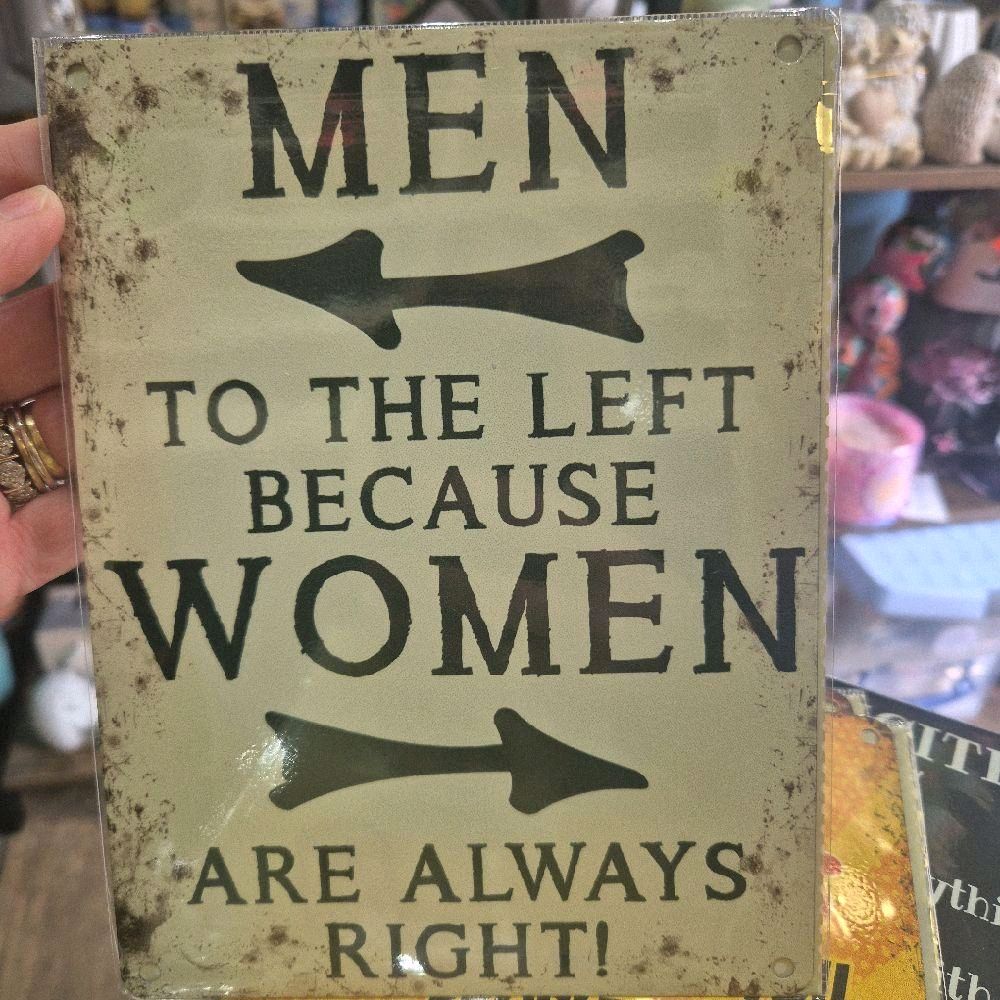 MEN
TO THE LEFT
BECAUSE
WOMEN
ARE ALWAYS
RIGHT!